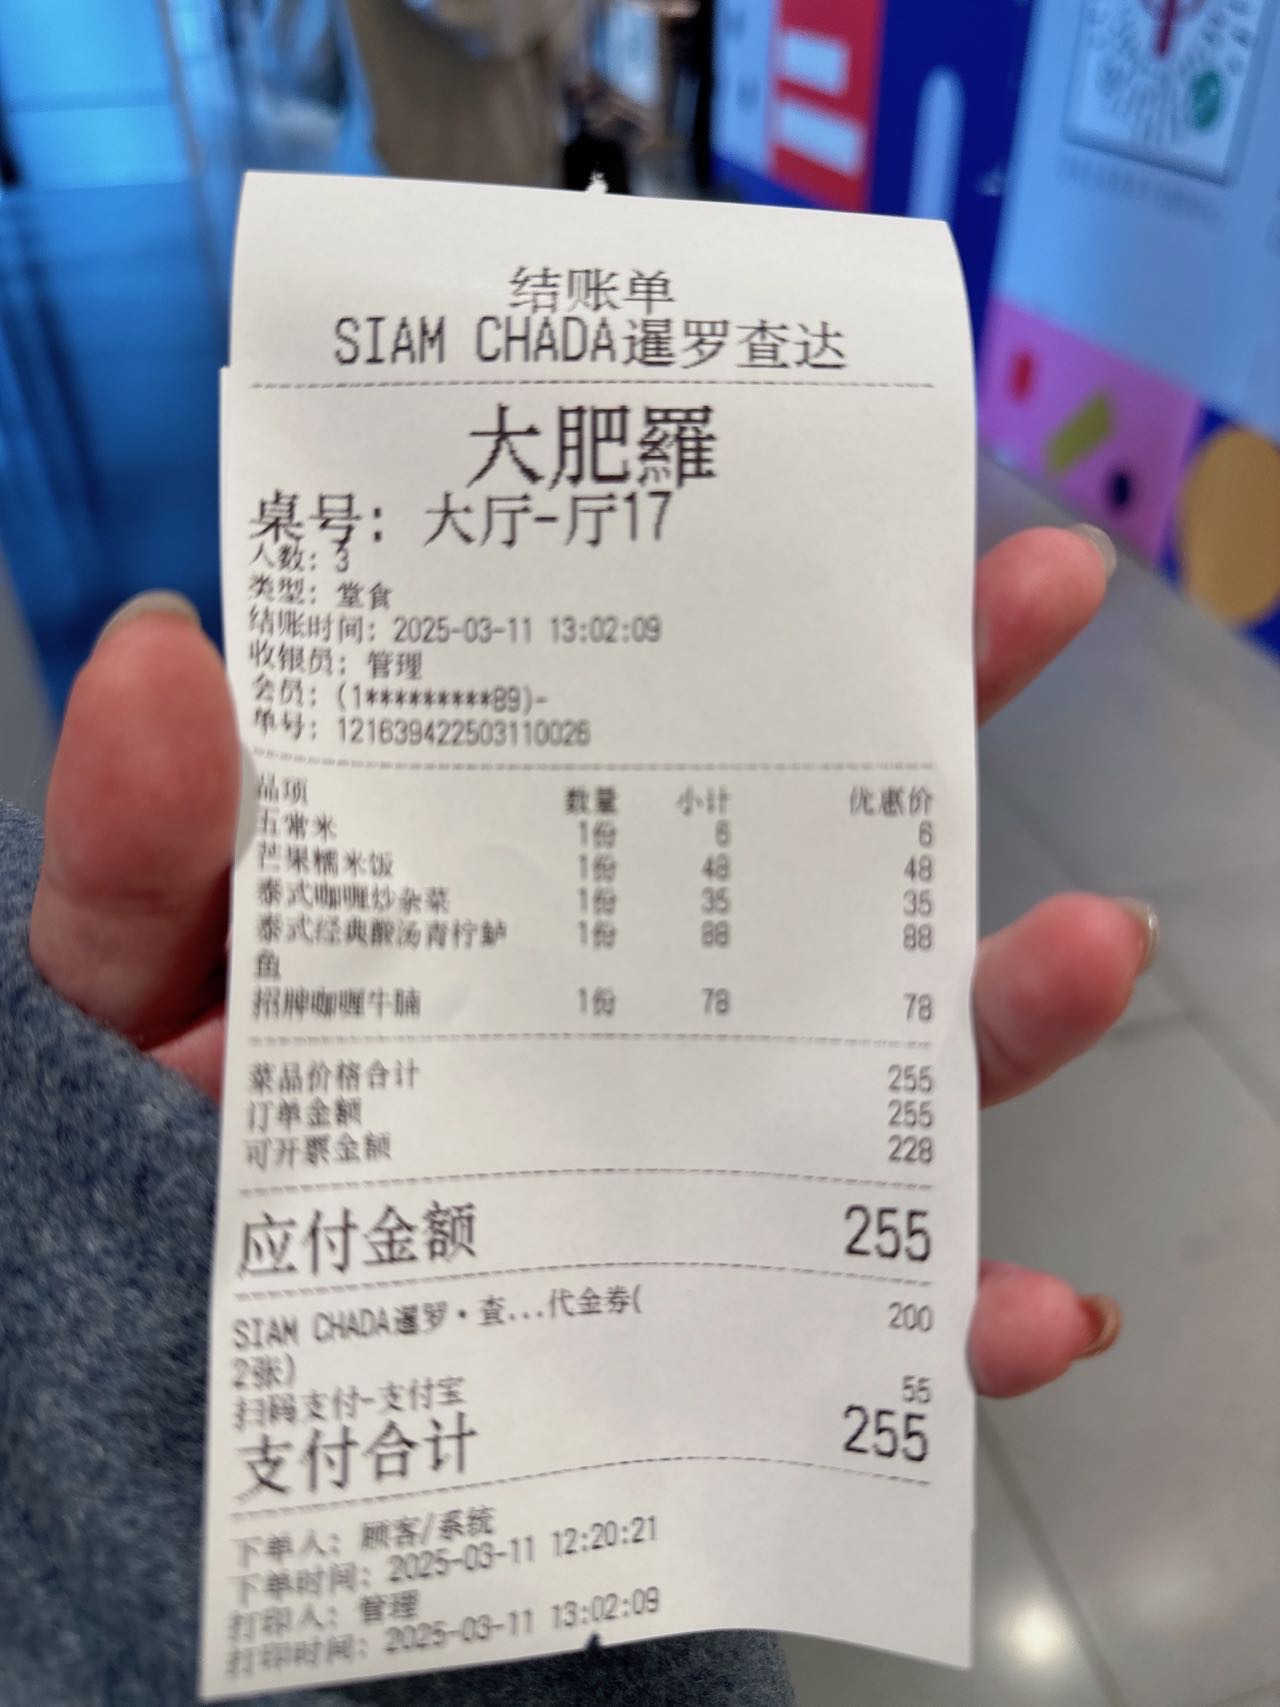 结账单
SIAM CHADA暹罗查达
大肥羅
桌号: 大厅-厅17
人数: 3
类型: 堂食
结账时间: 2025-03-11 13:02:09
收银员: 管理
会员: (1*********89)-
单号: 121639422503110026
品项 数量 小计 优惠价
五常米 1份 6 6
芒果糯米饭 1份 48 48
泰式咖喱炒杂菜 1份 35 35
泰式经典酸汤青柠鲈 1份 88 88
鱼
招牌咖喱牛腩 1份 78 78
菜品价格合计 255
订单金额 255
可开票金额 228
应付金额 255
SIAM CHADA暹罗·查...代金券( 200
2张)
扫码支付-支付宝 55
支付合计 255
下单人: 顾客/系统
下单时间: 2025-03-11 12:20:21
打印人: 管理
打印时间: 2025-03-11 13:02:09